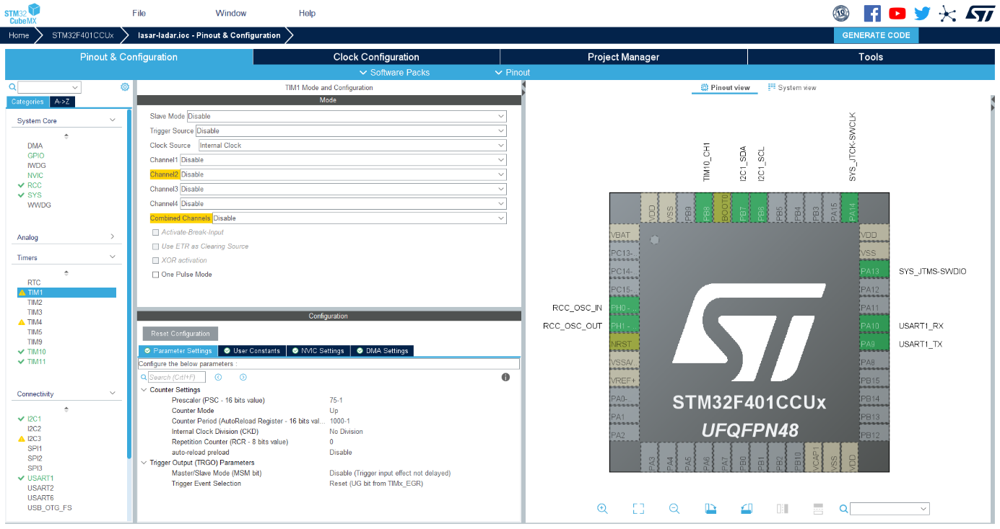 STM32 CubeMX
File
Window
Help
Home
STM32F401CCUx
lasar-ladar.ioc - Pinout & Configuration
GENERATE CODE
Pinout & Configuration
Clock Configuration
Project Manager
Tools
Software Packs
Pinout
Categories
A->Z
System Core
DMA
GPIO
IWDG
NVIC
RCC
SYS
WWDG
Analog
Timers
RTC
TIM1
TIM2
TIM3
TIM4
TIM5
TIM9
TIM10
TIM11
Connectivity
I2C1
I2C2
I2C3
SPI1
SPI2
SPI3
USART1
USART2
USART6
USB_OTG_FS
TIM1 Mode and Configuration
Mode
Slave Mode Disable
Trigger Source Disable
Clock Source Internal Clock
Channel1 Disable
Channel2 Disable
Channel3 Disable
Channel4 Disable
Combined Channels Disable
Activate-Break-Input
Use ETR as Clearing Source
XOR activation
One Pulse Mode
Configuration
Reset Configuration
Parameter Settings
User Constants
NVIC Settings
DMA Settings
Configure the below parameters :
Search (Crtl+F)
Counter Settings
Prescaler (PSC - 16 bits value) 75-1
Counter Mode Up
Counter Period (AutoReload Register - 16 bits val... 1000-1
Internal Clock Division (CKD) No Division
Repetition Counter (RCR - 8 bits value) 0
auto-reload preload Disable
Trigger Output (TRGO) Parameters
Master/Slave Mode (MSM bit) Disable (Trigger input effect not delayed)
Trigger Event Selection Reset (UG bit from TIMx_EGR)
Pinout view
System view
TIM10_CH1
I2C1_SDA
I2C1_SCL
SYS_JTCK-SWCLK
VDD
VSS
PB9
PB8
BOOT0
PB7
PB6
PB5
PB4
PB3
PA15
PA14
VBAT
PC13-..
PC14-
PC15-
RCC_OSC_IN
PH0 - ..
RCC_OSC_OUT
PH1 - ..
NRST
VSSA/.
VREF+
PA0-..
PA1
PA2
VDD
VSS
PA13
SYS_JTMS-SWDIO
PA12
PA11
PA10
USART1_RX
PA9
USART1_TX
PA8
PB15
PB14
PB13
PB12
ST
STM32F401CCUx
UFQFPN48
PA3
PA4
PA5
PA6
PA7
PB0
PB1
PB2
PB10
VCAP1
VSS
VDD